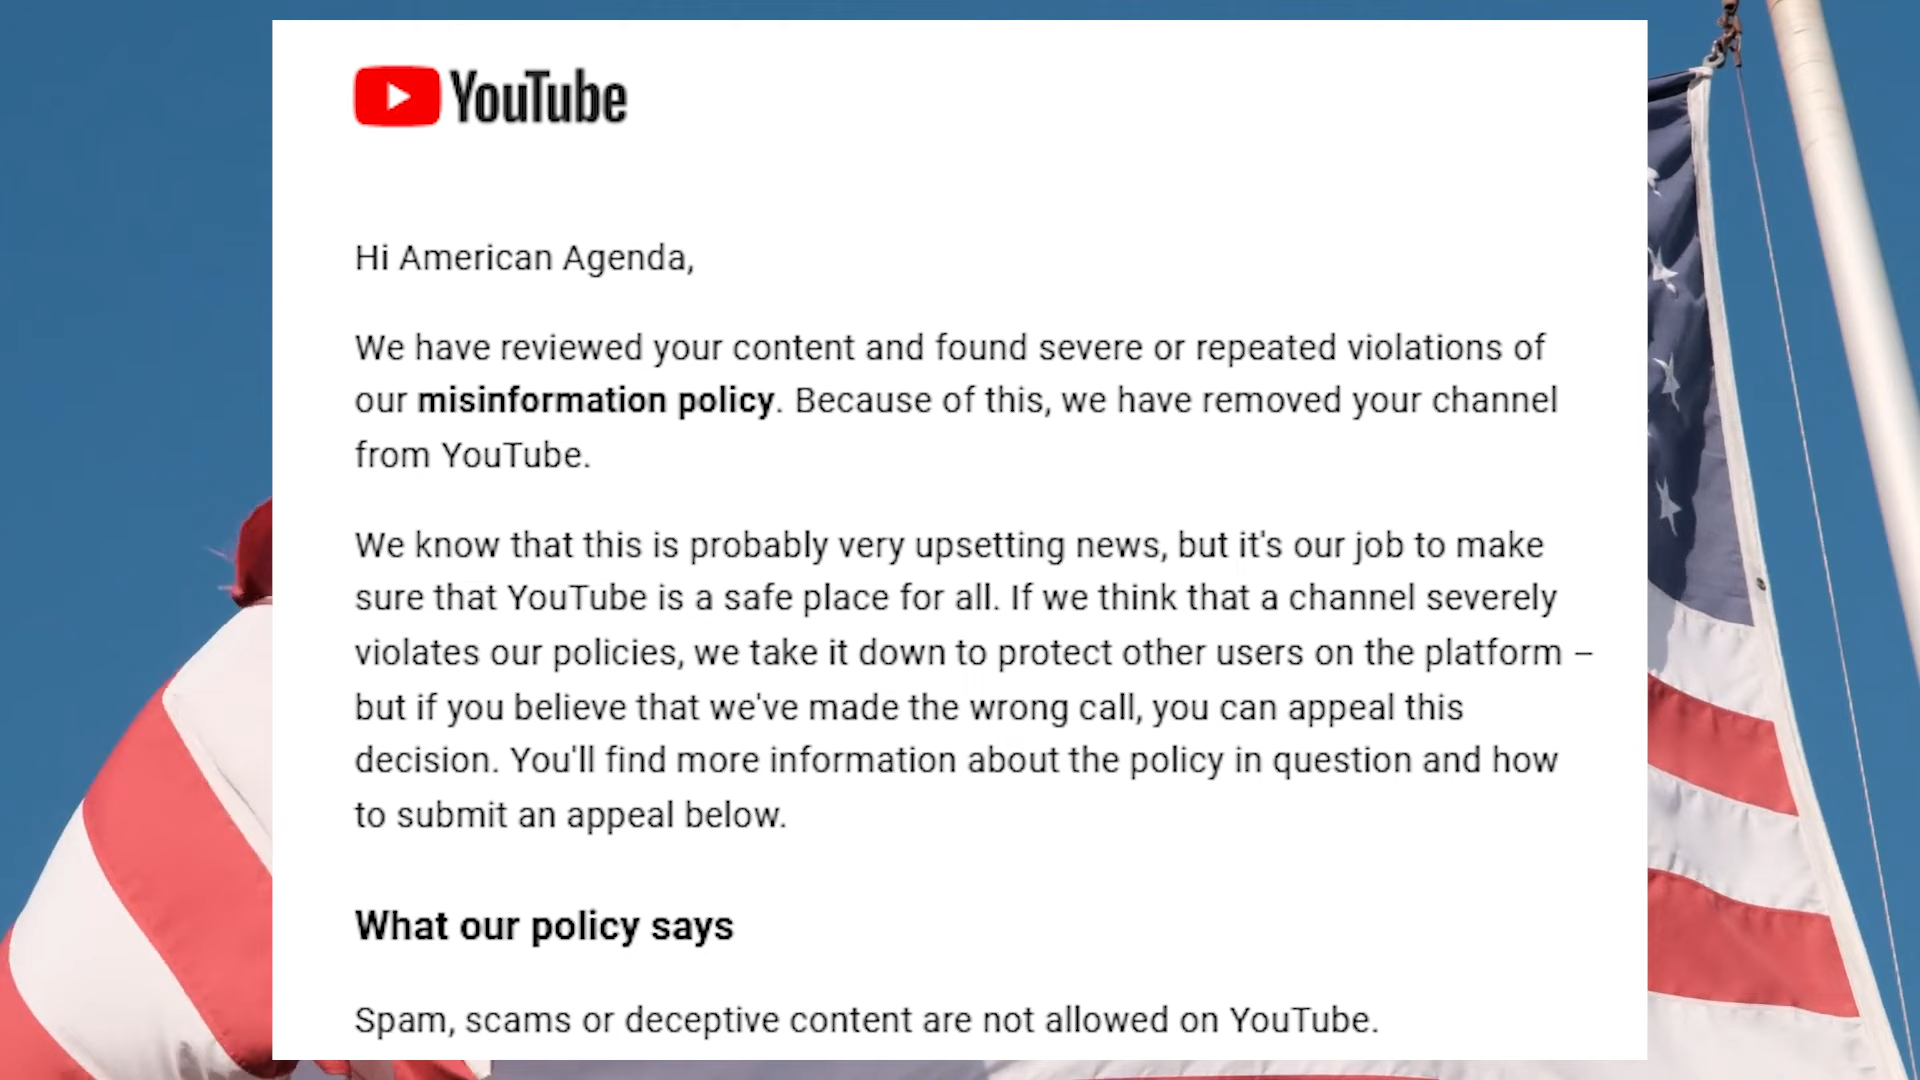 YouTube
Hi American Agenda,
We have reviewed your content and found severe or repeated violations of
our misinformation policy. Because of this, we have removed your channel
from YouTube.
We know that this is probably very upsetting news, but it's our job to make
sure that YouTube is a safe place for all. If we think that a channel severely
violates our policies, we take it down to protect other users on the platform –
but if you believe that we've made the wrong call, you can appeal this
decision. You'll find more information about the policy in question and how
to submit an appeal below.
What our policy says
Spam, scams or deceptive content are not allowed on YouTube.